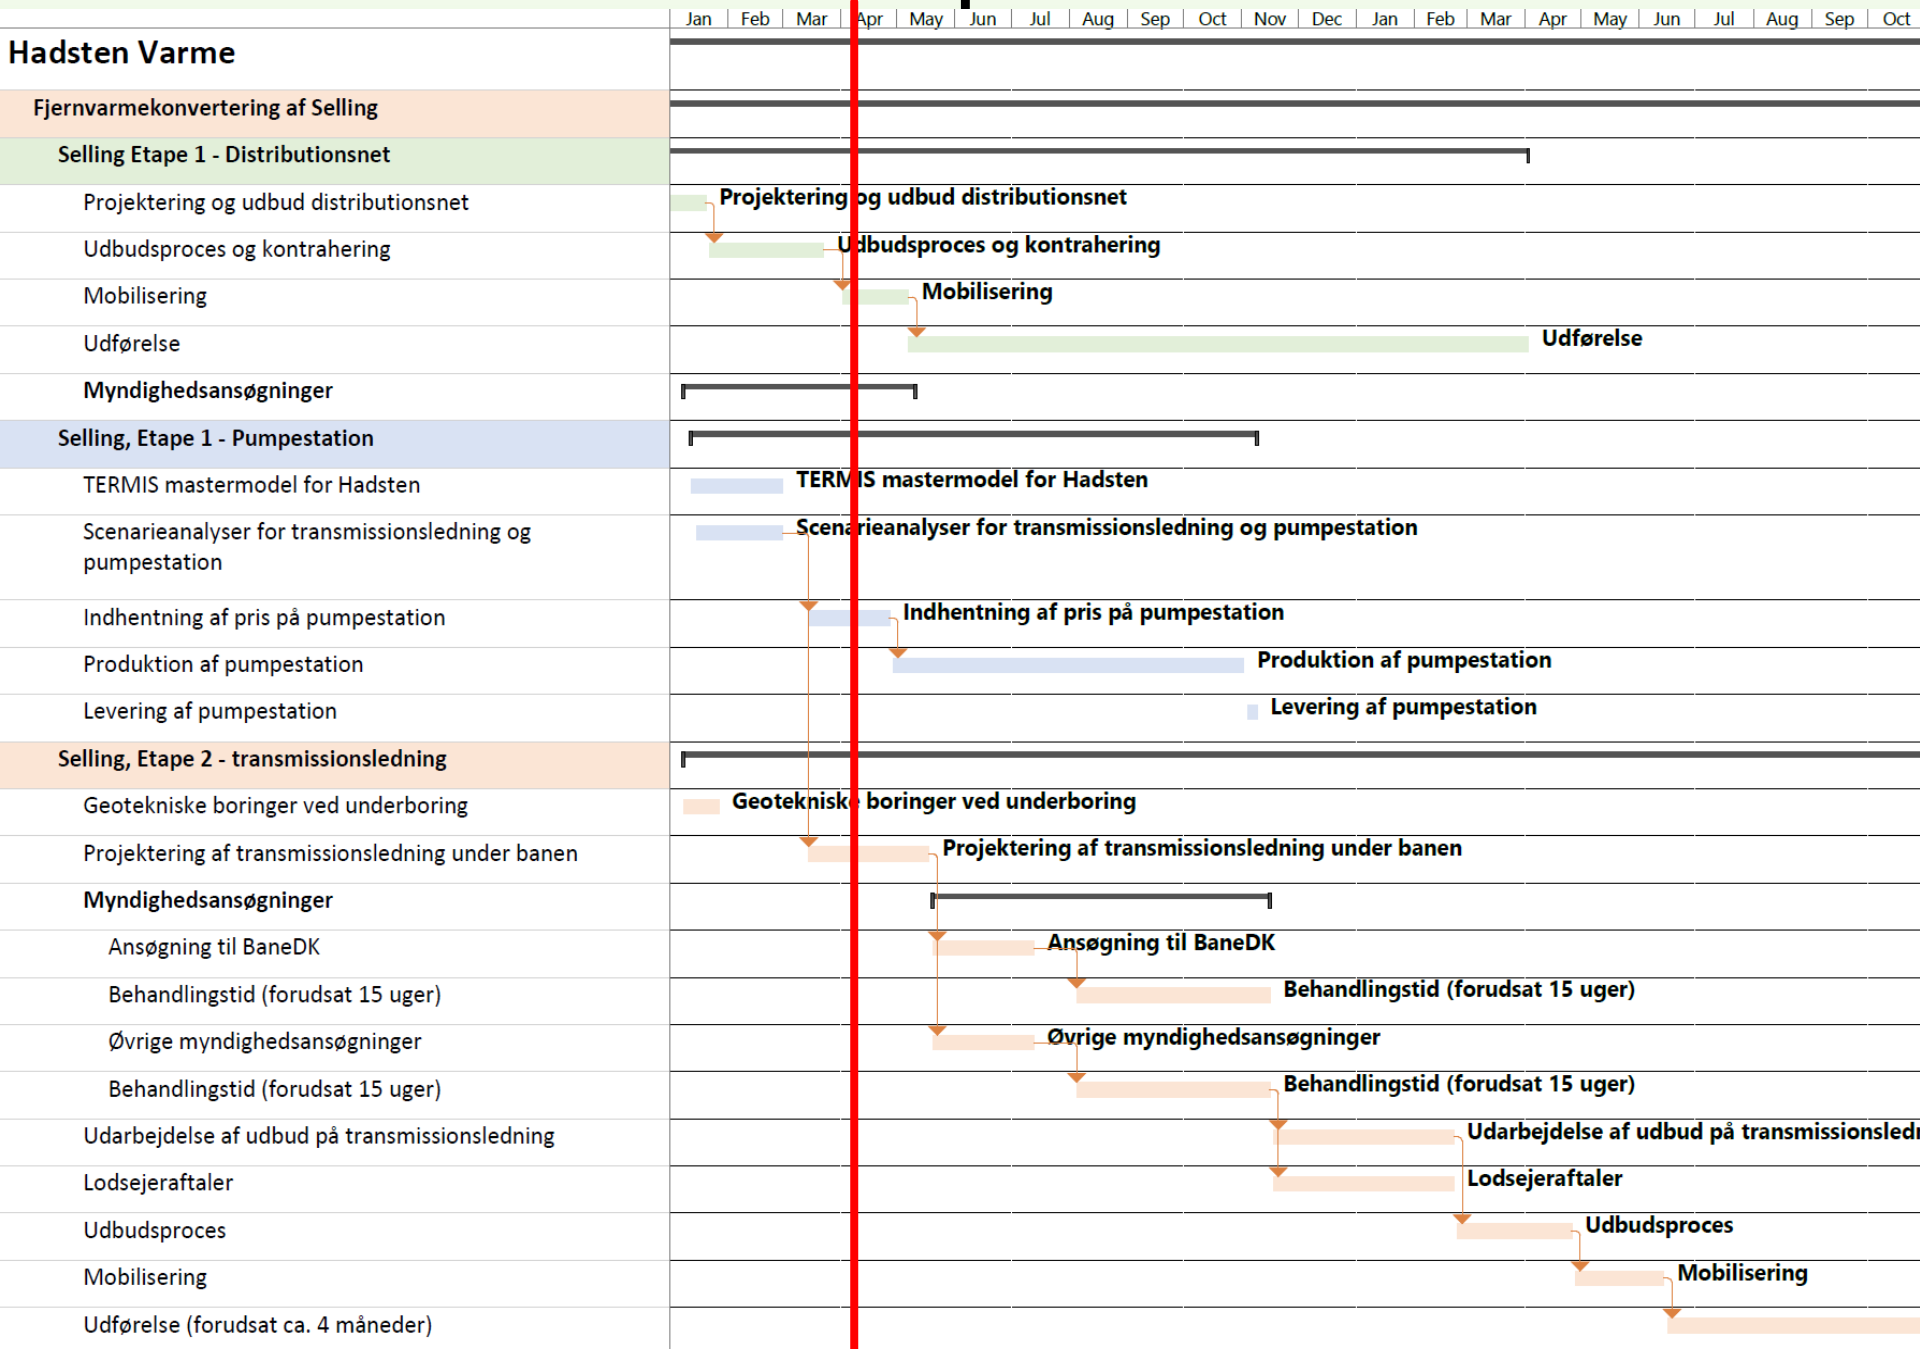 Jan Feb Mar Apr May Jun Jul Aug Sep Oct Nov Dec Jan Feb Mar Apr May Jun Jul Aug Sep Oct
Hadsten Varme
Fjernvarmekonvertering af Selling
Selling Etape 1 - Distributionsnet
Projektering og udbud distributionsnet
Projektering og udbud distributionsnet
Udbudsproces og kontrahering
Udbudsproces og kontrahering
Mobilisering
Mobilisering
Udførelse
Udførelse
Myndighedsansøgninger
Selling, Etape 1 - Pumpestation
TERMIS mastermodel for Hadsten
TERMIS mastermodel for Hadsten
Scenarieanalyser for transmissionsledning og
pumpestation
Scenarieanalyser for transmissionsledning og pumpestation
Indhentning af pris på pumpestation
Indhentning af pris på pumpestation
Produktion af pumpestation
Produktion af pumpestation
Levering af pumpestation
Levering af pumpestation
Selling, Etape 2 - transmissionsledning
Geotekniske boringer ved underboring
Geotekniske boringer ved underboring
Projektering af transmissionsledning under banen
Projektering af transmissionsledning under banen
Myndighedsansøgninger
Ansøgning til BaneDK
Ansøgning til BaneDK
Behandlingstid (forudsat 15 uger)
Behandlingstid (forudsat 15 uger)
Øvrige myndighedsansøgninger
Øvrige myndighedsansøgninger
Behandlingstid (forudsat 15 uger)
Behandlingstid (forudsat 15 uger)
Udarbejdelse af udbud på transmissionsledning
Udarbejdelse af udbud på
Lodsejeraftaler
Lodsejeraftaler
Udbudsproces
Udbudsproces
Mobilisering
Mobilisering
Udførelse (forudsat ca. 4 måneder)